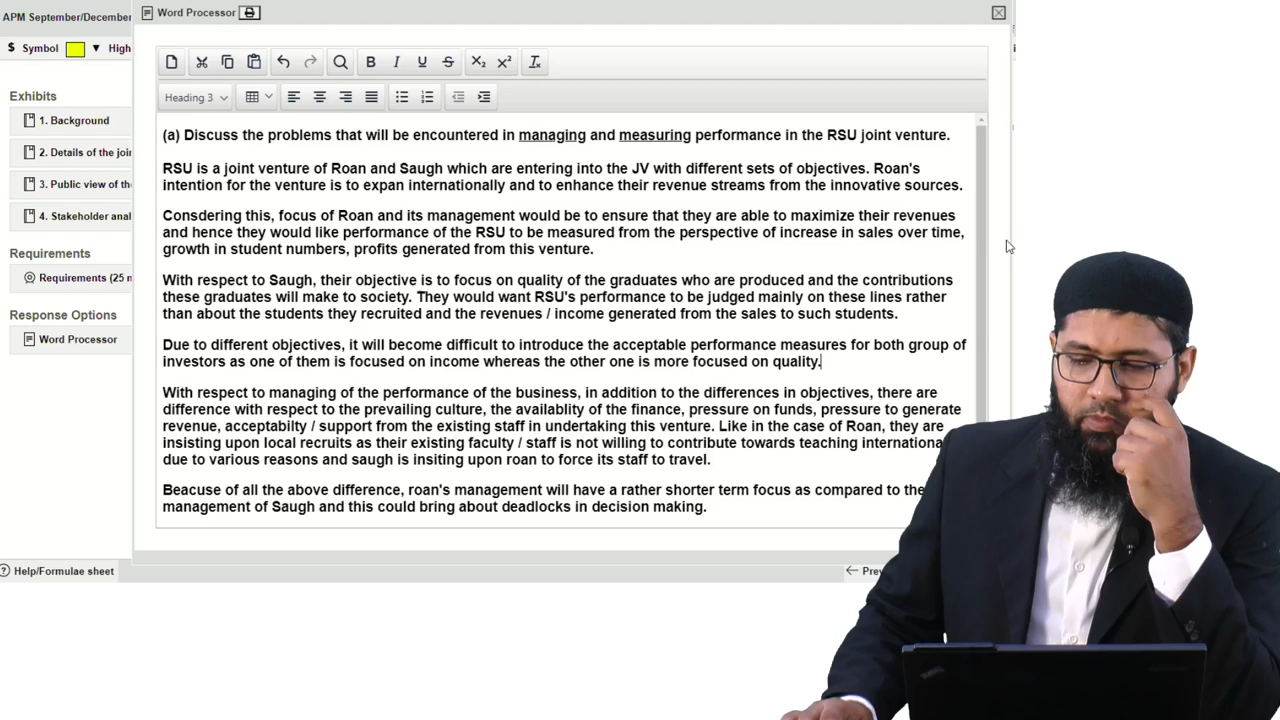 APM September/December
Word Processor
$ Symbol
High
Heading 3
Exhibits
1. Background
2. Details of the join
3. Public view of the
4. Stakeholder anal
Requirements
Requirements (25 m
Response Options
Word Processor
(a) Discuss the problems that will be encountered in managing and measuring performance in the RSU joint venture.
RSU is a joint venture of Roan and Saugh which are entering into the JV with different sets of objectives. Roan's
intention for the venture is to expan internationally and to enhance their revenue streams from the innovative sources.
Consdering this, focus of Roan and its management would be to ensure that they are able to maximize their revenues
and hence they would like performance of the RSU to be measured from the perspective of increase in sales over time,
growth in student numbers, profits generated from this venture.
With respect to Saugh, their objective is to focus on quality of the graduates who are produced and the contributions
these graduates will make to society. They would want RSU's performance to be judged mainly on these lines rather
than about the students they recruited and the revenues / income generated from the sales to such students.
Due to different objectives, it will become difficult to introduce the acceptable performance measures for both group of
investors as one of them is focused on income whereas the other one is more focused on quality.
With respect to managing of the performance of the business, in addition to the differences in objectives, there are
difference with respect to the prevailing culture, the availablity of the finance, pressure on funds, pressure to generate
revenue, acceptabilty / support from the existing staff in undertaking this venture. Like in the case of Roan, they are
insisting upon local recruits as their existing faculty / staff is not willing to contribute towards teaching internationa
due to various reasons and saugh is insiting upon roan to force its staff to travel.
Beacuse of all the above difference, roan's management will have a rather shorter term focus as compared to the
management of Saugh and this could bring about deadlocks in decision making.
Help/Formulae sheet
Prev